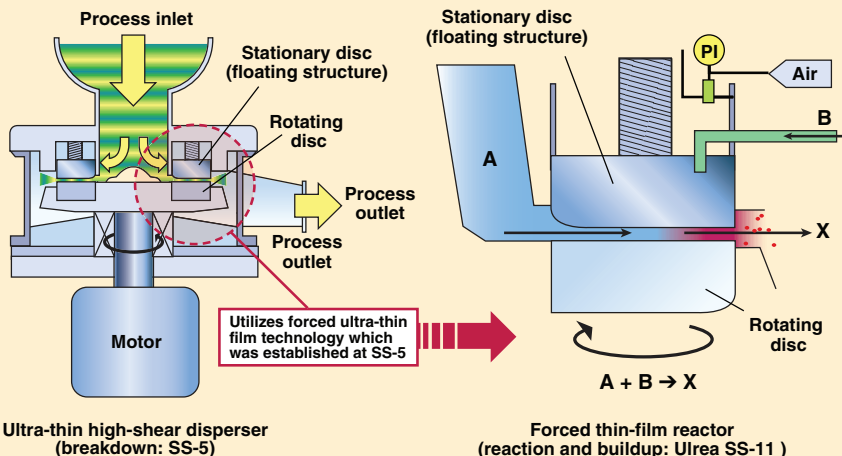 Process inlet
Stationary disc
(floating structure)
Rotating
disc
Process
outlet
Process
outlet
Motor
Utilizes forced ultra-thin
film technology which
was established at SS-5
Ultra-thin high-shear disperser
(breakdown: SS-5)
Stationary disc
(floating structure)
PI
Air
B
A
X
Rotating
disc
A + B → X
Forced thin-film reactor
(reaction and buildup: Ulrea SS-11 )